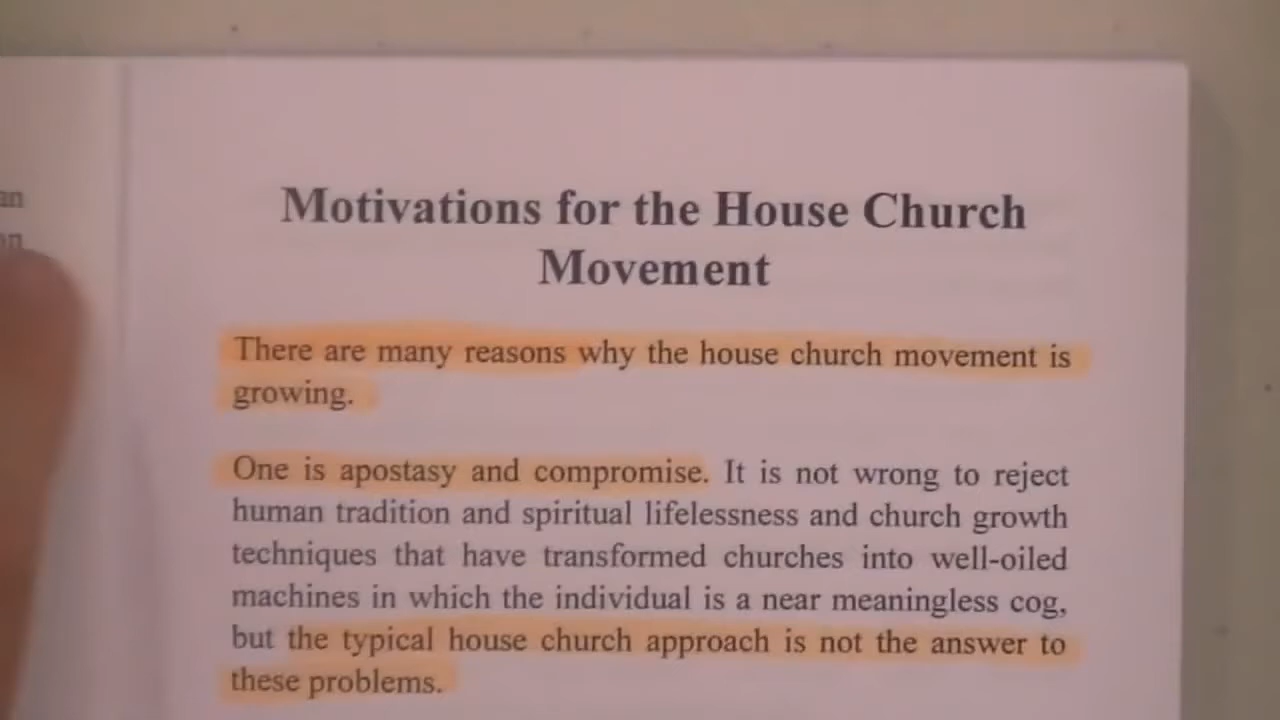 an
on
Motivations for the House Church
Movement
There are many reasons why the house church movement is
growing.
One is apostasy and compromise. It is not wrong to reject
human tradition and spiritual lifelessness and church growth
techniques that have transformed churches into well-oiled
machines in which the individual is a near meaningless cog,
but the typical house church approach is not the answer to
these problems.